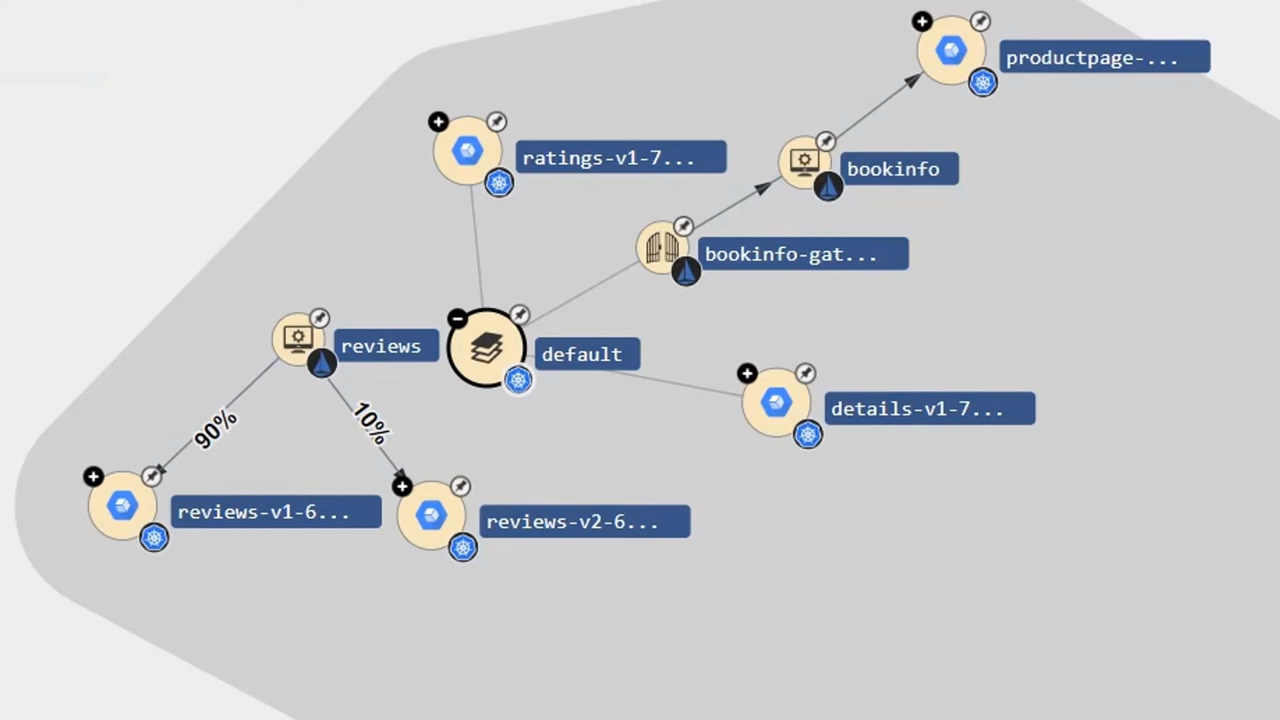 productpage-...
ratings-v1-7...
bookinfo
bookinfo-gat...
reviews
default
90%
10%
details-v1-7...
reviews-v1-6...
reviews-v2-6...